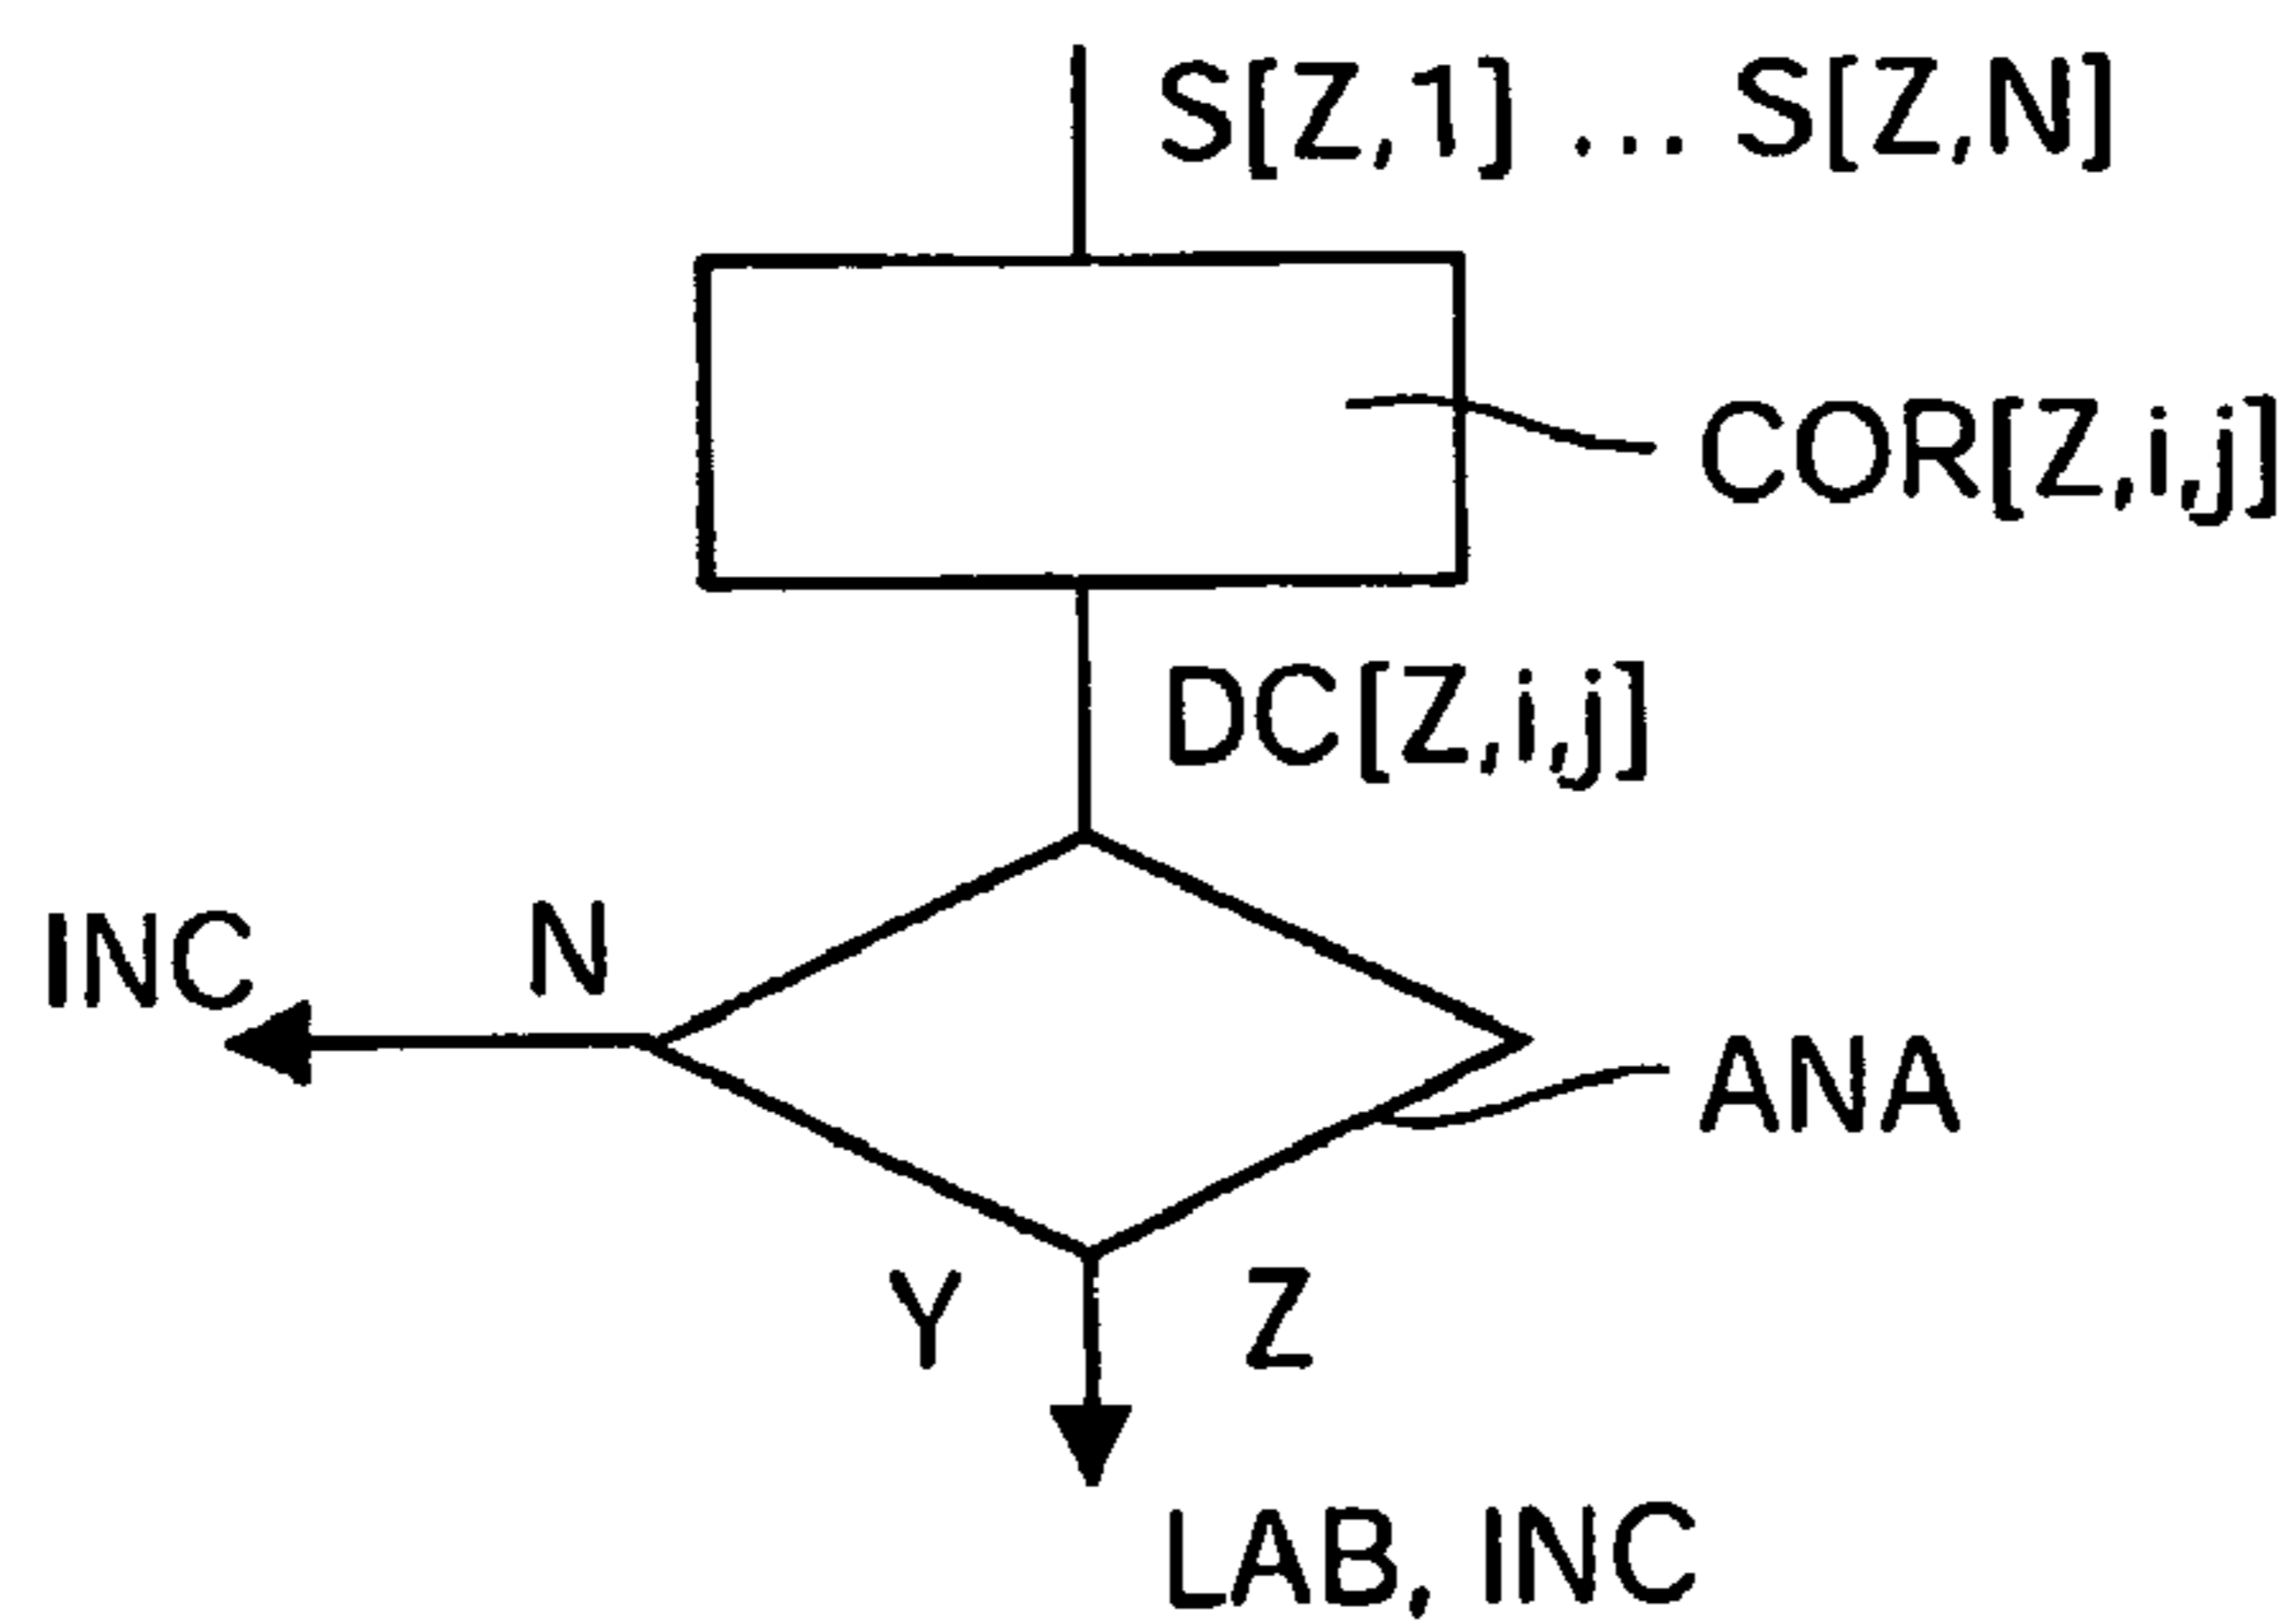 S[Z,1] ... S[Z,N]
COR[Z,i,j]
DC[Z,i,j]
INC
N
ANA
Y
Z
LAB, INC